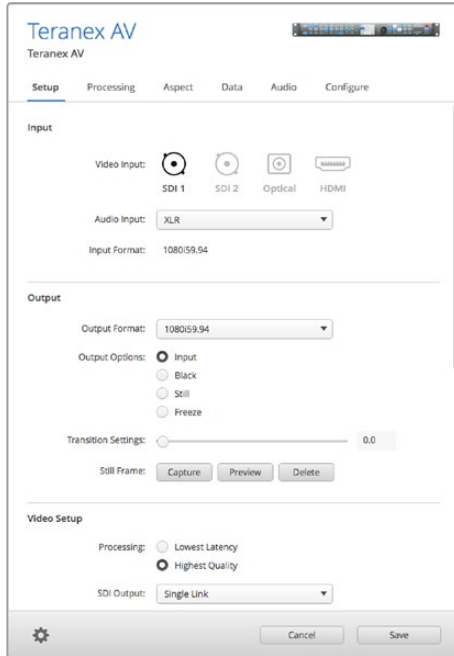 Teranex AV
Teranex AV
Setup Processing Aspect Data Audio Configure
Input
Video Input:
SDI 1 SDI 2 Optical HDMI
Audio Input: XLR
Input Format: 1080i59.94
Output
Output Format: 1080i59.94
Output Options: Input
Black
Still
Freeze
Transition Settings: 0.0
Still Frame: Capture Preview Delete
Video Setup
Processing: Lowest Latency
Highest Quality
SDI Output: Single Link
Cancel Save